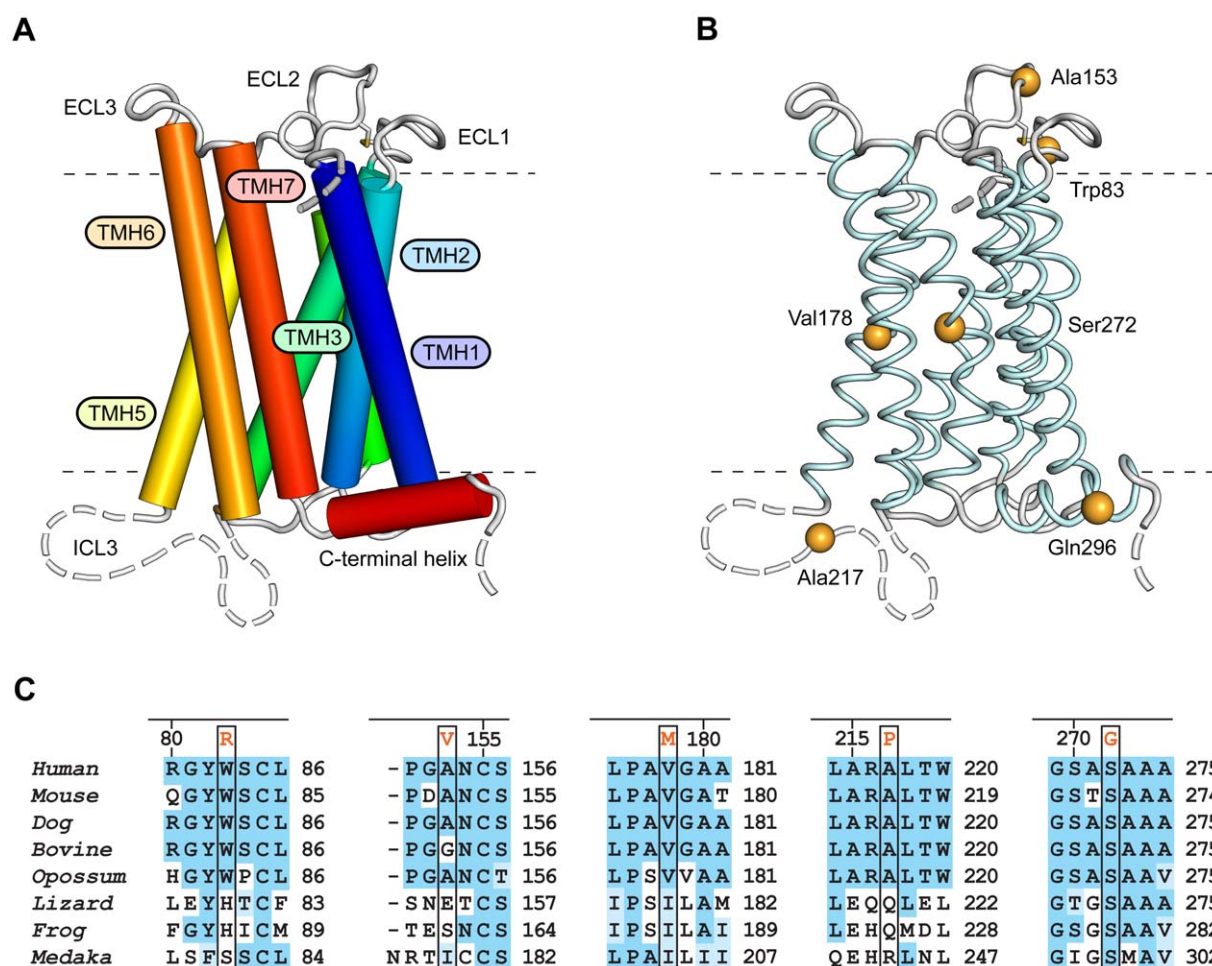 A
B
ECL2
ECL3
ECL1
TMH7
TMH6
TMH2
TMH3
TMH1
TMH5
ICL3
C-terminal helix
Ala153
Trp83
Val178
Ser272
Gln296
Ala217
C
80 R V 155 M 180 215 P 270 G
Human RGYWSCL 86 -PGANCS 156 LPAVGAA 181 LARALTW 220 GSASAAA 275
Mouse QGYWSCL 85 -PDANCS 155 LPAVGAT 180 LARALTW 219 GSTSAAA 274
Dog RGYWSCL 86 -PGANCS 156 LPAVGAA 181 LARALTW 220 GSASAAA 275
Bovine RGYWSCL 86 -PGGNCS 156 LPAVGAA 181 LARALTW 220 GSASAAA 275
Opossum HGYWPCL 86 -PGANCT 156 LPSVVAA 181 LARALTW 220 GSASAAV 275
Lizard LEYHTCF 83 -SNETCS 157 IPSILAM 182 LEQQLEL 222 GTGSAAA 275
Frog FGYHICM 89 -TESNCS 164 IPSILAI 189 LEHQMDL 228 GSGSAAV 282
Medaka LSFSSCL 84 NRTICCS 182 LPAILII 207 QEHRLNL 247 GIGSMAV 302